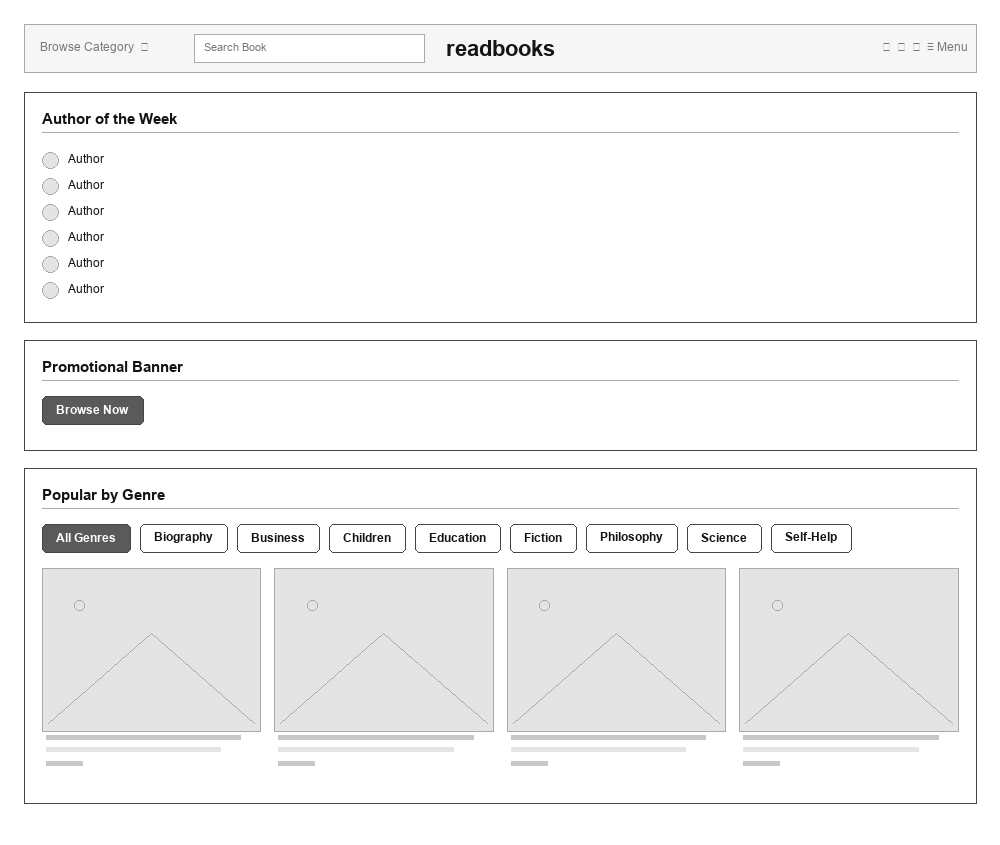 Browse Category
Search Book
readbooks
☰ Menu
Author of the Week
Author
Author
Author
Author
Author
Author
Promotional Banner
Browse Now
Popular by Genre
All Genres
Biography
Business
Children
Education
Fiction
Philosophy
Science
Self-Help